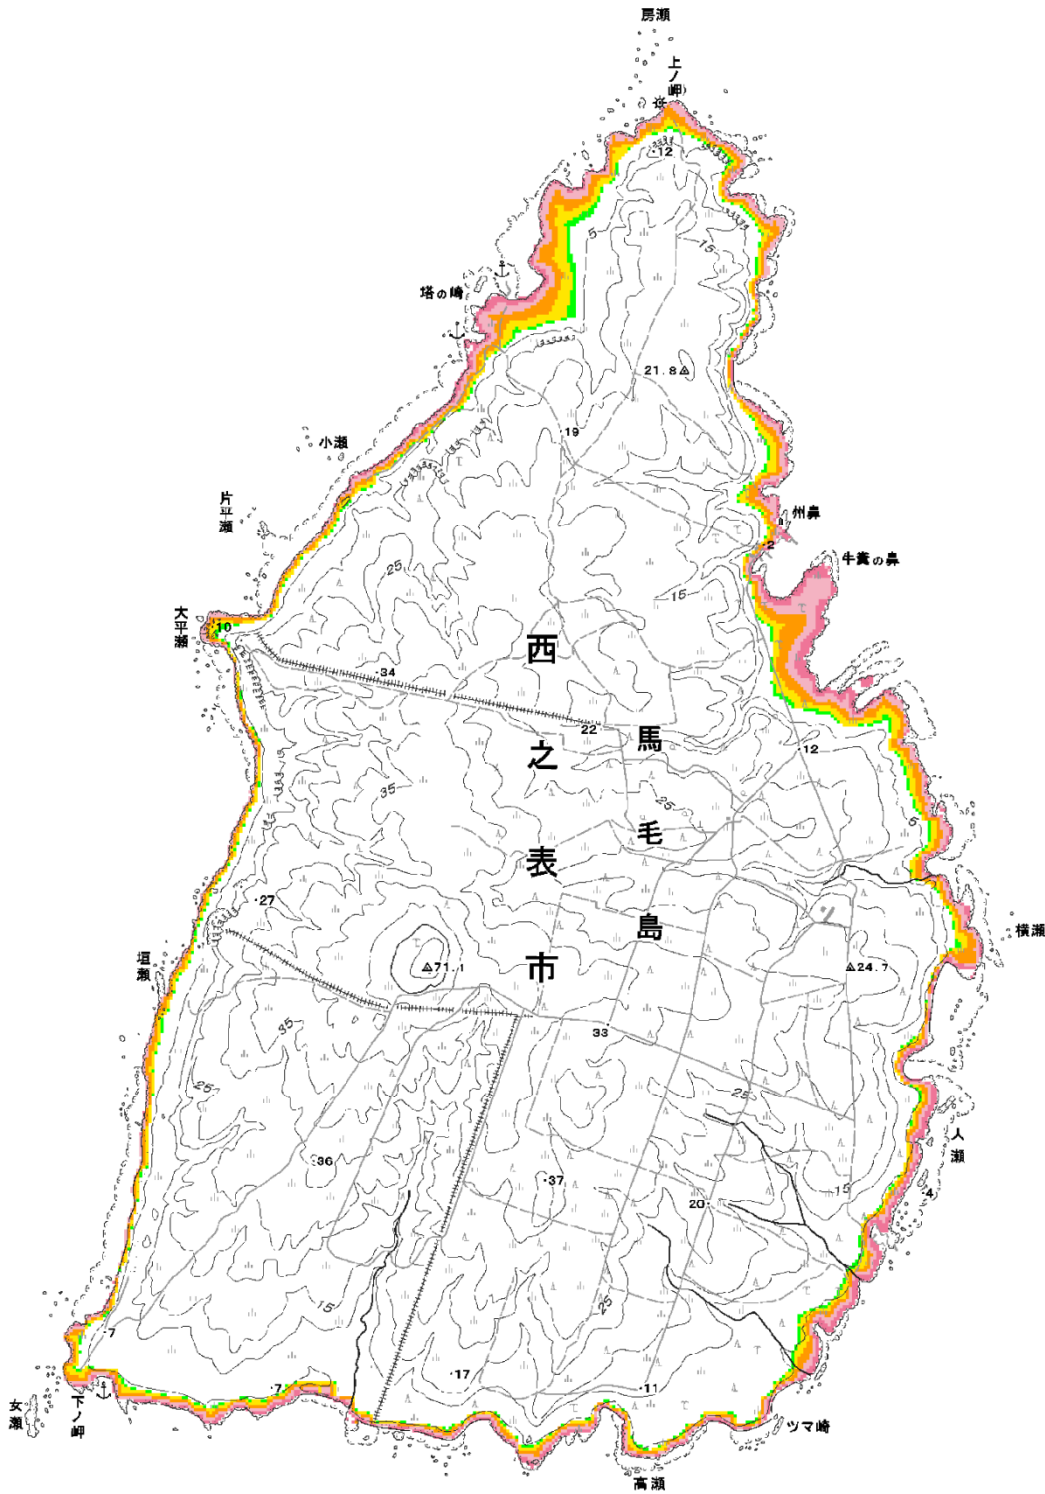 房瀬
上ノ岬
・12
5
15
塔の崎
21.8
19
小瀬
片平瀬
州鼻
・2
牛糞の鼻
25
15
大平瀬
10
・34
22
・12
35
25
5
・27
71.1
24.7
横瀬
垣瀬
35
33
25
25
人瀬
・36
・37
20・
15
・4
15
25
・7
・7
・17
・11
女瀬
下ノ岬
ツマ崎
高瀬
西之表市
馬毛島